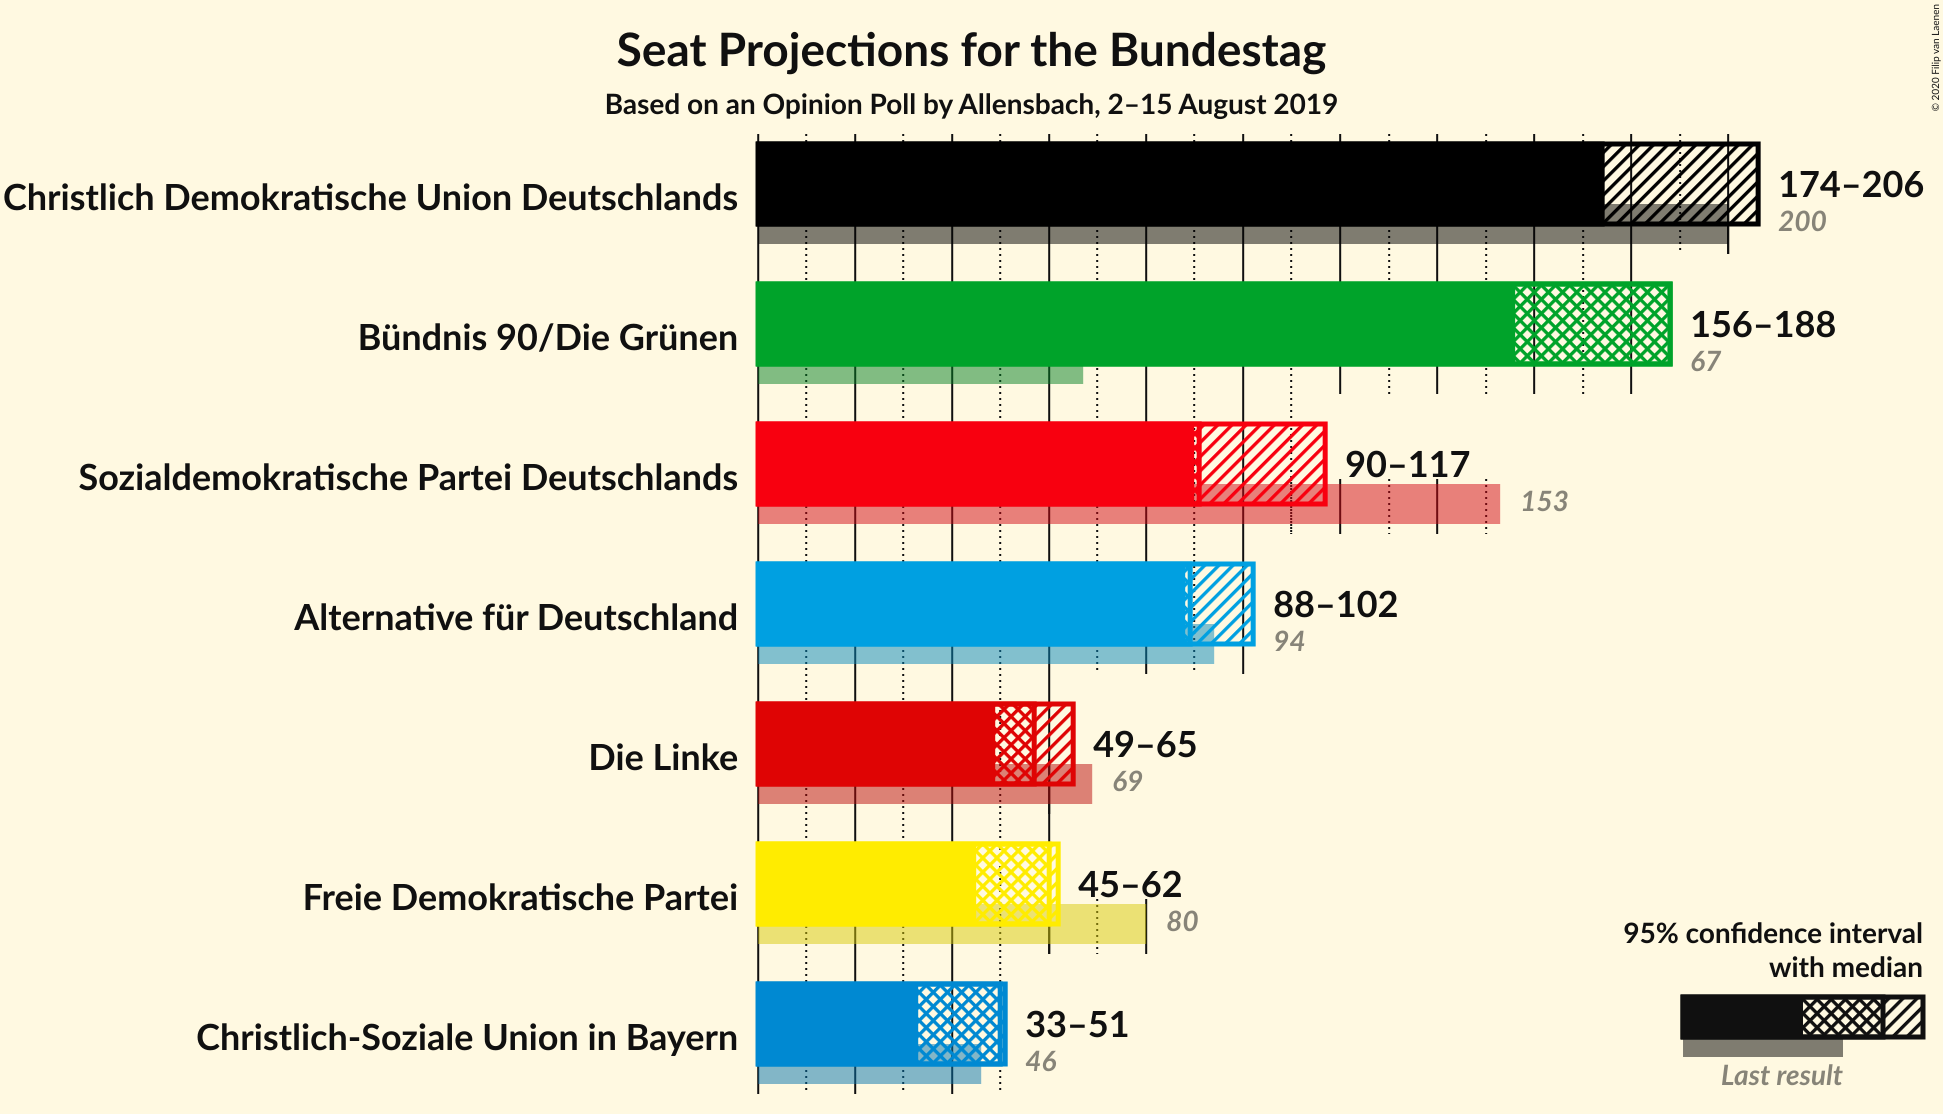 Seat Projections for the Bundestag
Based on an Opinion Poll by Allensbach, 2–15 August 2019
© 2020 Filip van Laenen
Christlich Demokratische Union Deutschlands
174–206
200
Bündnis 90/Die Grünen
156–188
67
Sozialdemokratische Partei Deutschlands
90–117
153
Alternative für Deutschland
88–102
94
Die Linke
49–65
69
Freie Demokratische Partei
45–62
80
Christlich-Soziale Union in Bayern
33–51
46
95% confidence interval
with median
Last result